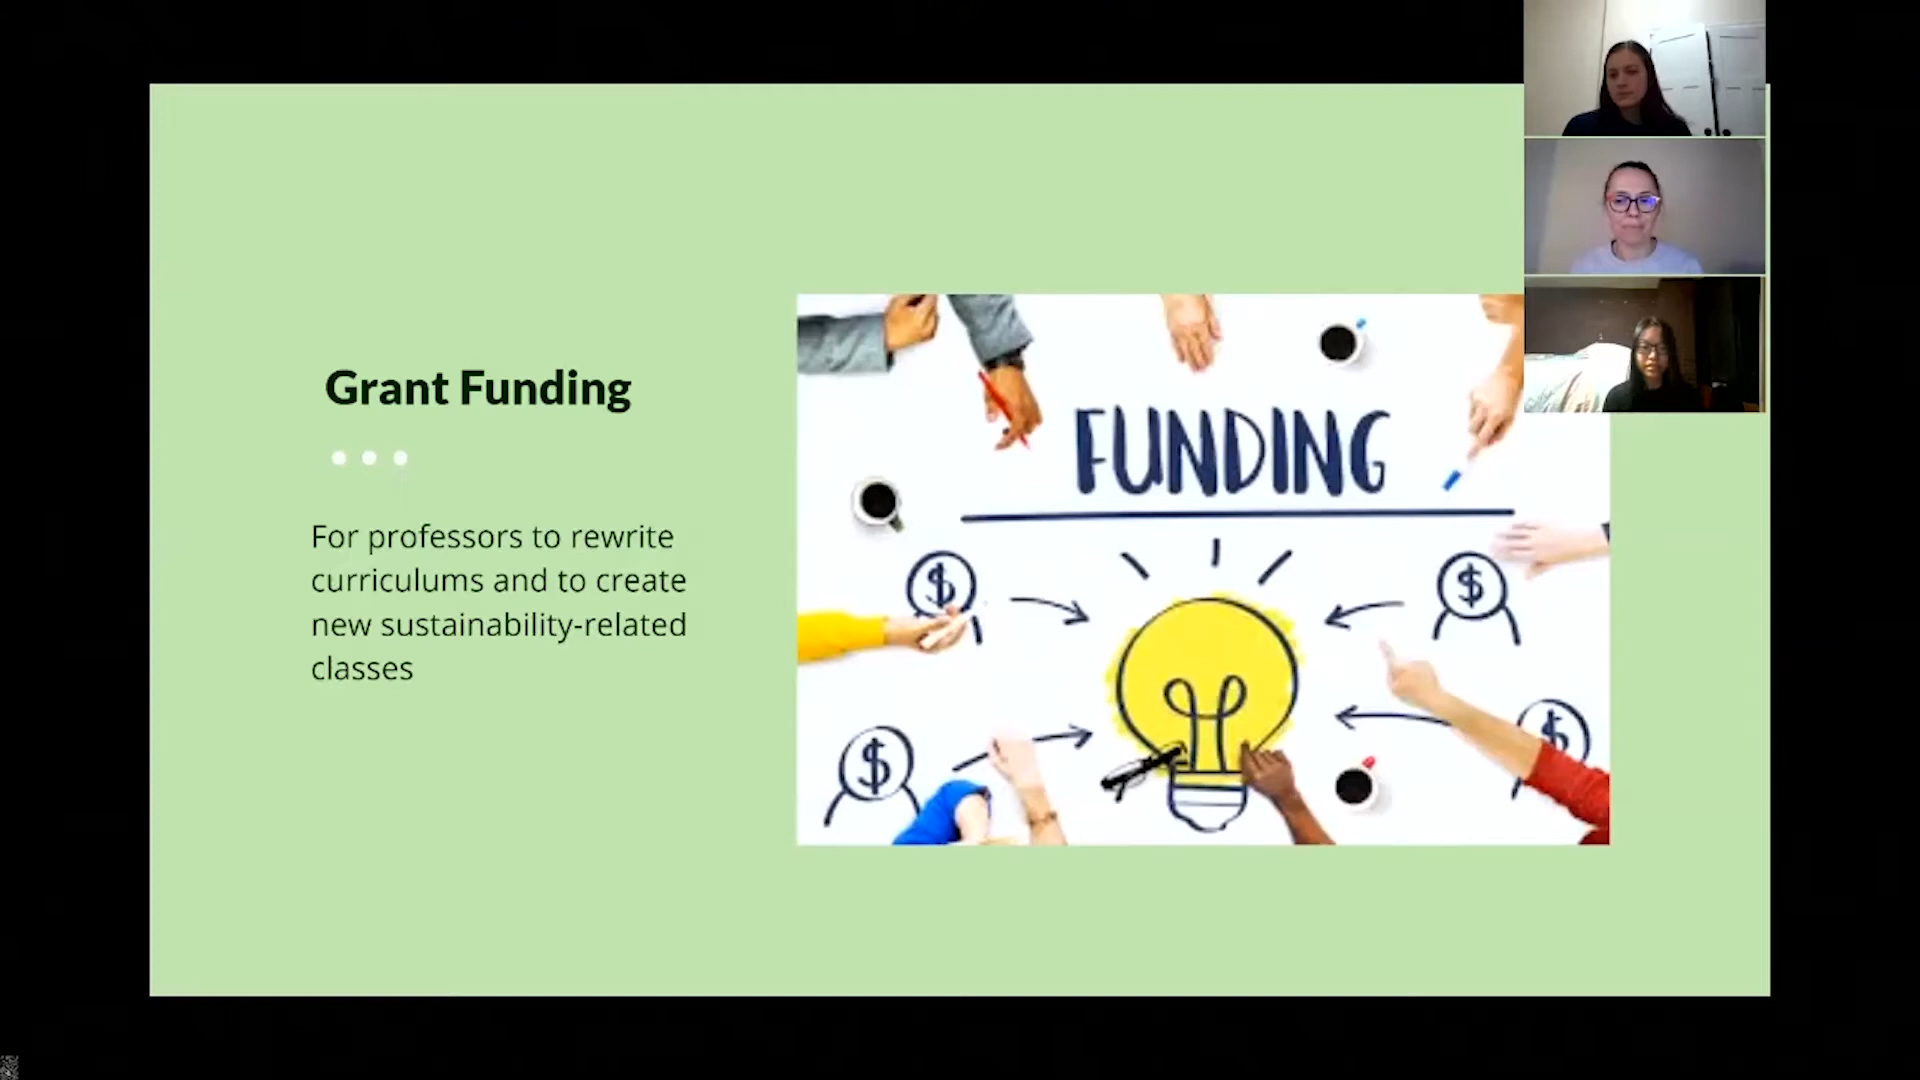 Grant Funding
For professors to rewrite
curriculums and to create
new sustainability-related
classes
FUNDING
$
$
$
$